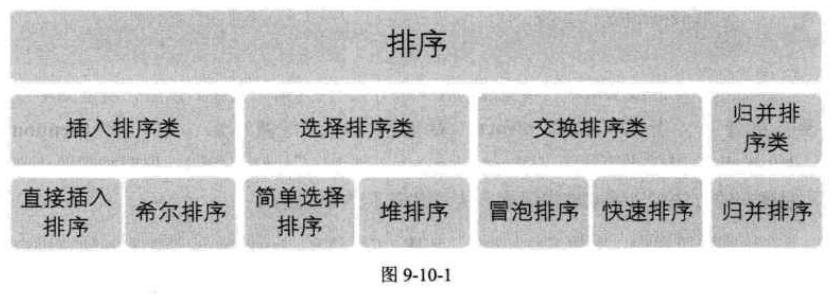 排序
插入排序类
选择排序类
交换排序类
归并排
序类
直接插入
排序
希尔排序
简单选择
排序
堆排序
冒泡排序
快速排序
归并排序
图 9-10-1